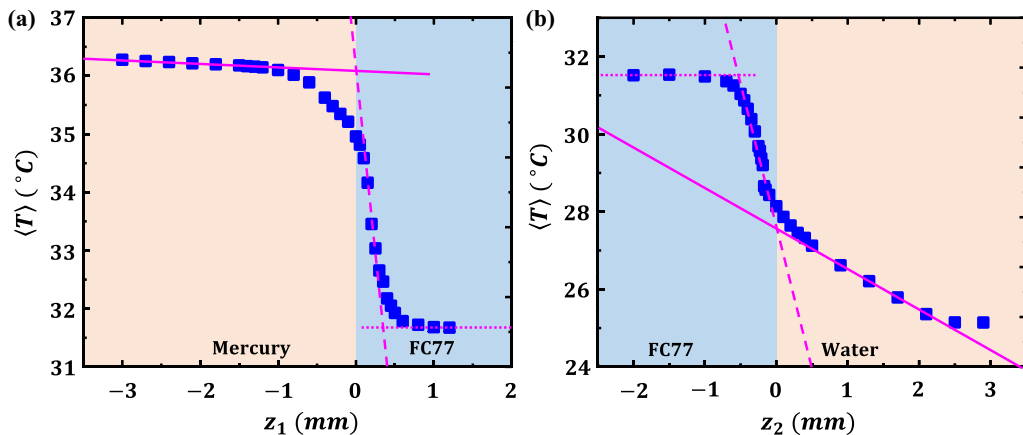 (a)
37
36
35
34
33
32
31
⟨T⟩ (°C)
Mercury
FC77
−3
−2
−1
0
1
2
z₁ (mm)
(b)
33
32
30
28
26
24
⟨T⟩ (°C)
FC77
Water
−2
−1
0
1
2
3
z₂ (mm)